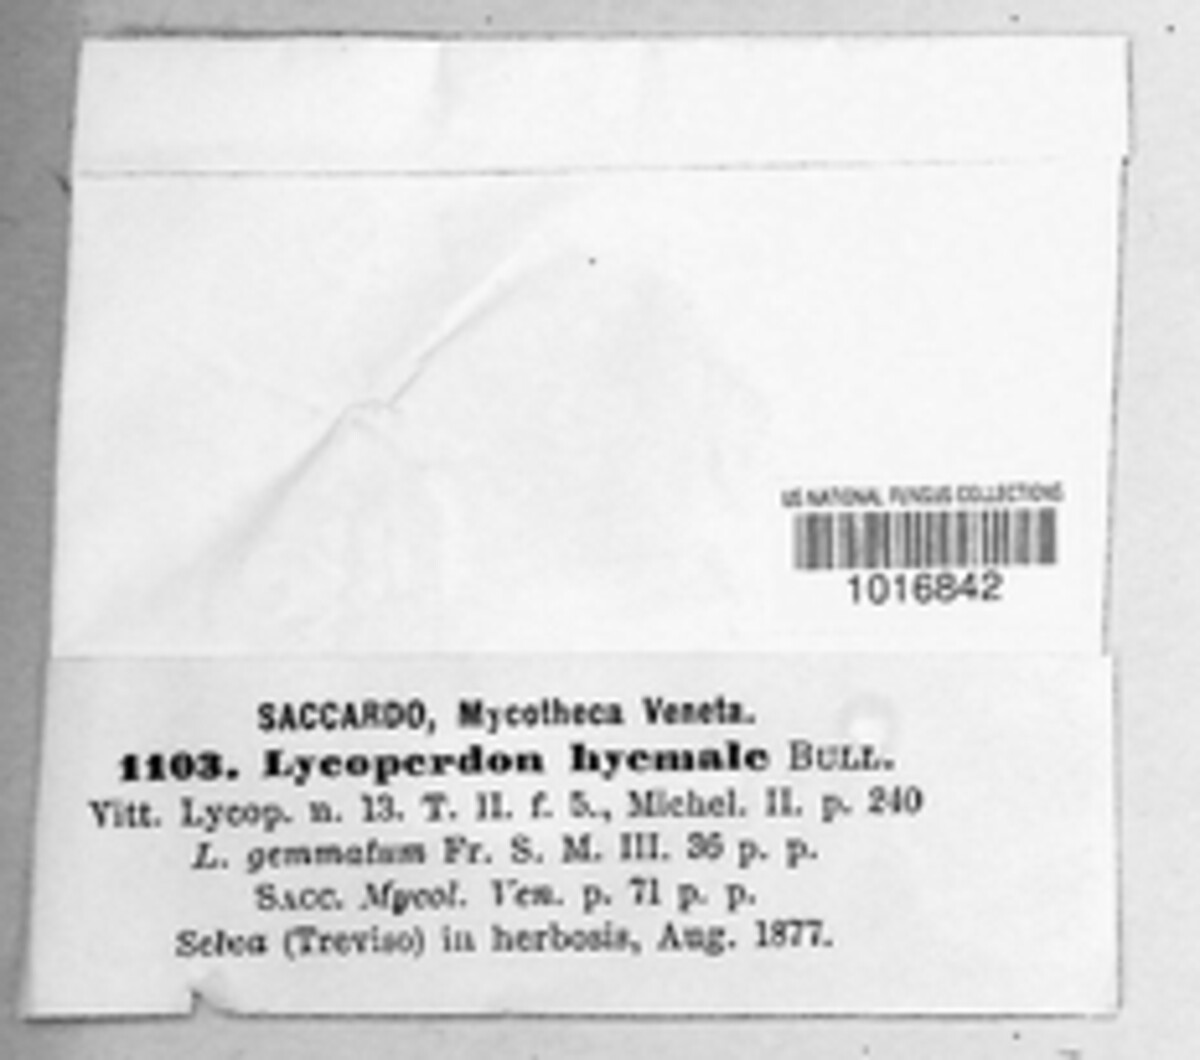 US NATIONAL FUNGUS COLLECTIONS
1016842
SACCARDO, Mycotheca Veneta.
1103. Lycoperdon hyemale BULL.
Vitt. Lycop. n. 13. T. II. f. 5., Michel. II. p. 240
L. gemmatum Fr. S. M. III. 36 p. p.
SACC. Mycol. Ven. p. 71 p. p.
Selva (Treviso) in herbosis, Aug. 1877.